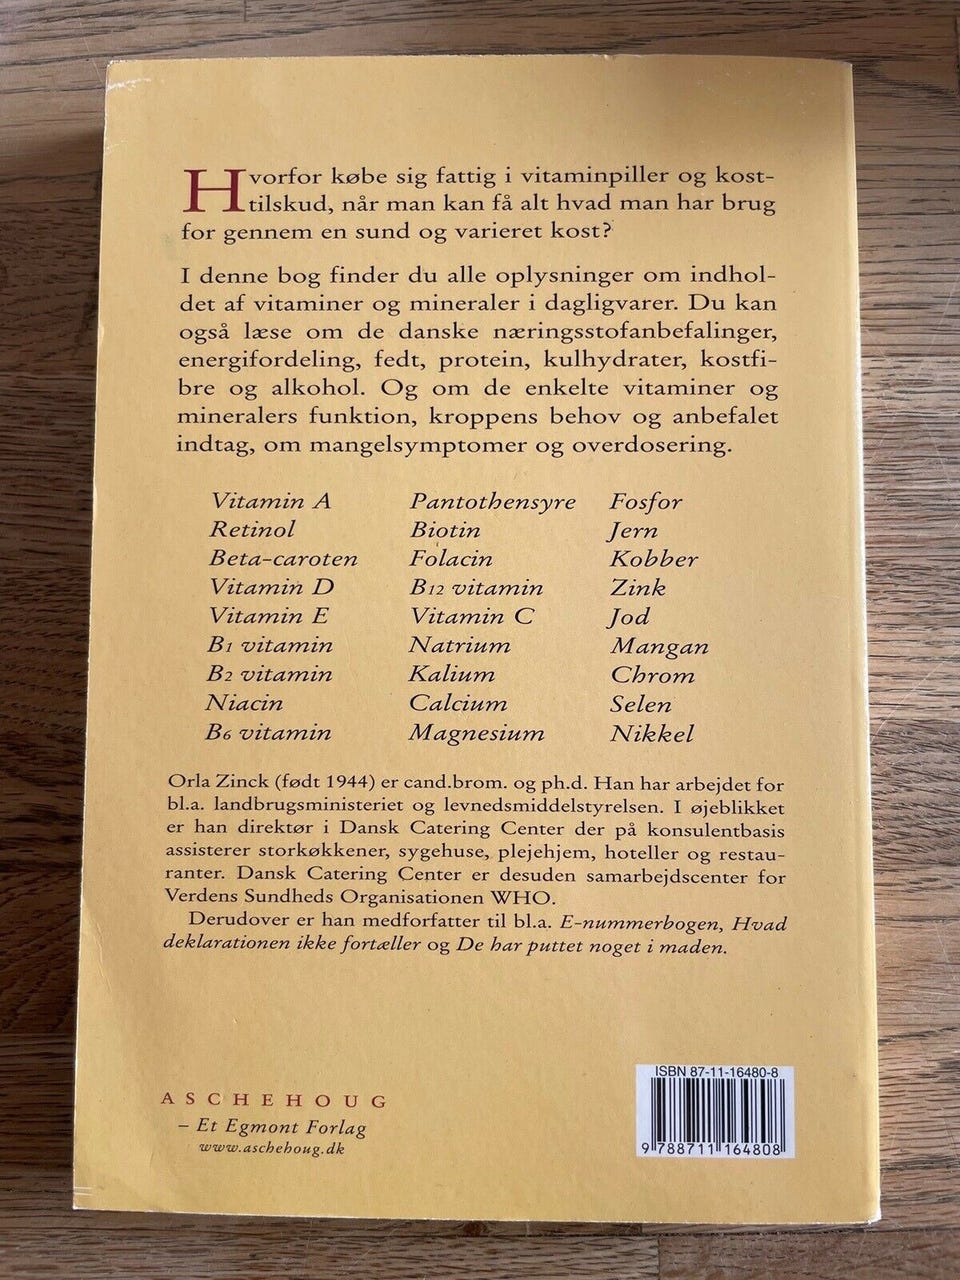 Hvorfor købe sig fattig i vitaminpiller og kost-
tilskud, når man kan få alt hvad man har brug
for gennem en sund og varieret kost?
I denne bog finder du alle oplysninger om indhol-
det af vitaminer og mineraler i dagligvarer. Du kan
også læse om de danske næringsstofanbefalinger,
energifordeling, fedt, protein, kulhydrater, kostfi-
bre og alkohol. Og om de enkelte vitaminer og
mineralers funktion, kroppens behov og anbefalet
indtag, om mangelsymptomer og overdosering.
Vitamin A Pantothensyre Fosfor
Retinol Biotin Jern
Beta-caroten Folacin Kobber
Vitamin D B12 vitamin Zink
Vitamin E Vitamin C Jod
B1 vitamin Natrium Mangan
B2 vitamin Kalium Chrom
Niacin Calcium Selen
B6 vitamin Magnesium Nikkel
Orla Zinck (født 1944) er cand.brom. og ph.d. Han har arbejdet for
bl.a. landbrugsministeriet og levnedsmiddelstyrelsen. I øjeblikket
er han direktør i Dansk Catering Center der på konsulentbasis
assisterer storkøkkener, sygehuse, plejehjem, hoteller og restau-
ranter. Dansk Catering Center er desuden samarbejdscenter for
Verdens Sundheds Organisationen WHO.
Derudover er han medforfatter til bl.a. E-nummerbogen, Hvad
deklarationen ikke fortæller og De har puttet noget i maden.
ASCHEHOUG
– Et Egmont Forlag
www.aschehoug.dk
ISBN 87-11-16480-8
9 788711 164808